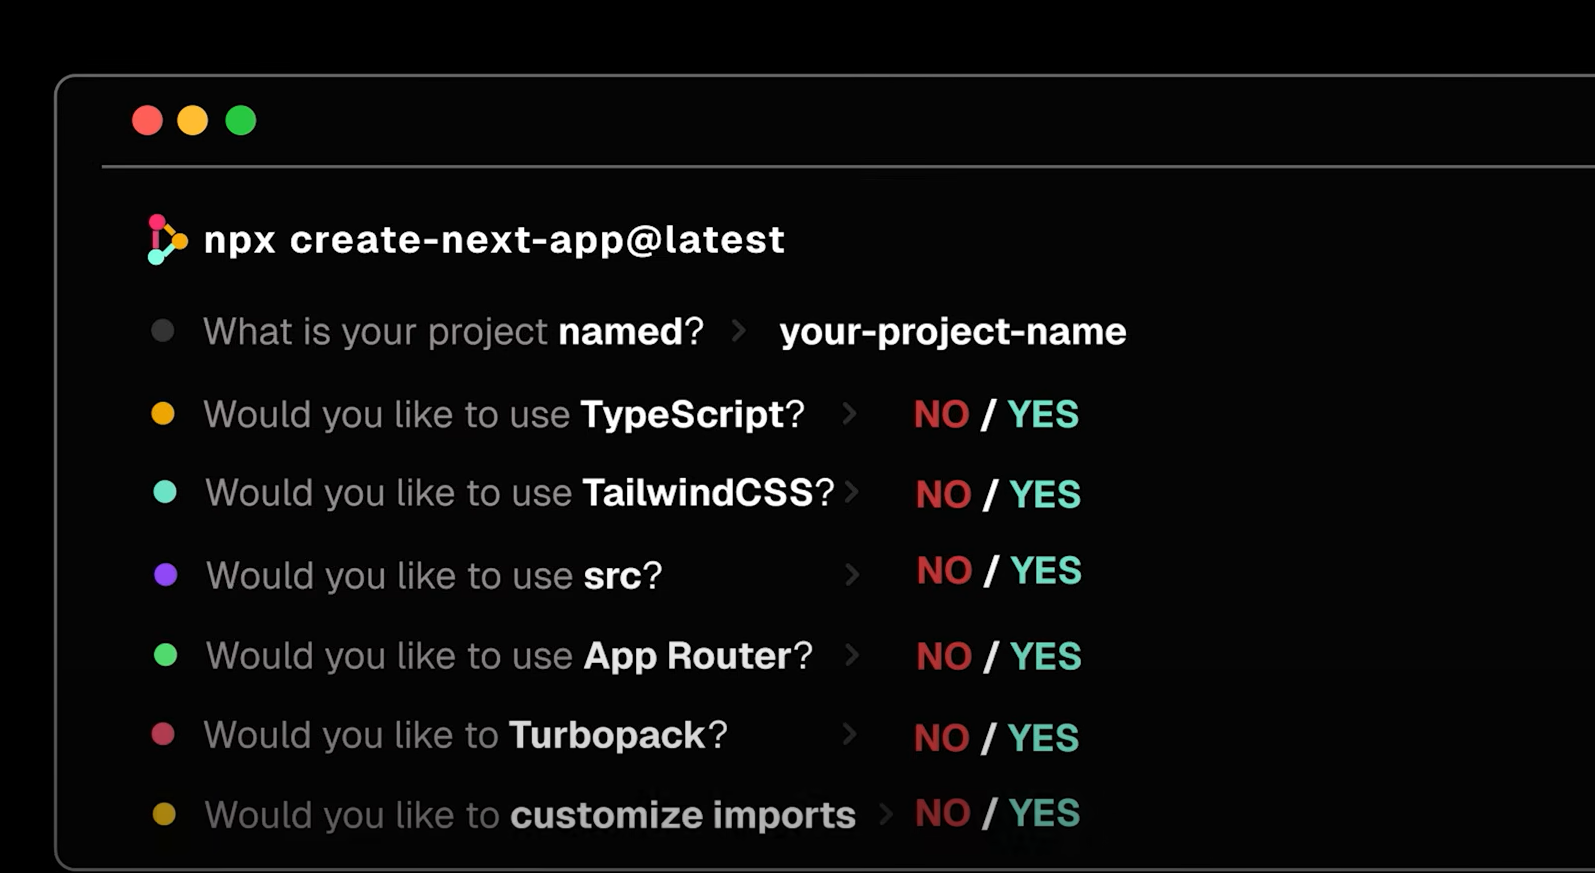 npx create-next-app@latest
What is your project named? > your-project-name
Would you like to use TypeScript? > NO / YES
Would you like to use TailwindCSS? > NO / YES
Would you like to use src? > NO / YES
Would you like to use App Router? > NO / YES
Would you like to Turbopack? > NO / YES
Would you like to customize imports > NO / YES